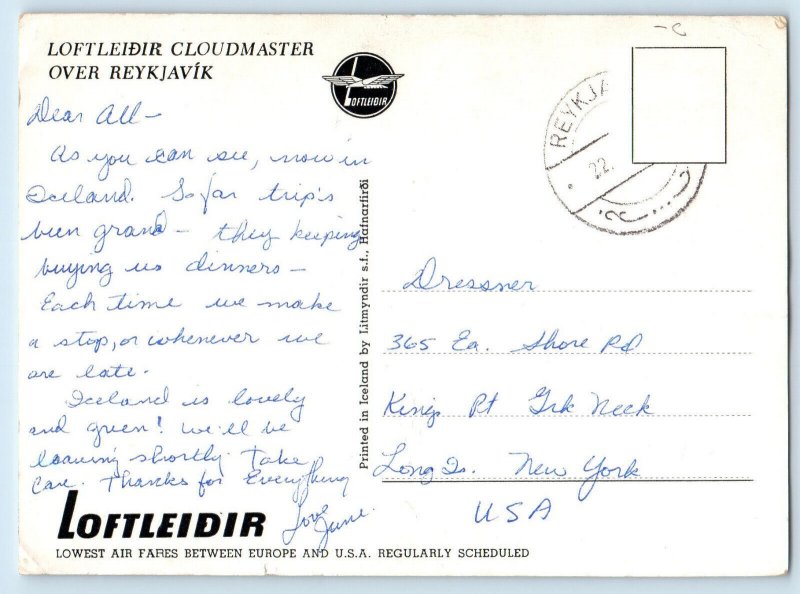 LOFTLEIÐIR CLOUDMASTER
OVER REYKJAVÍK
LOFTLEIÐIR
Dear All—
As you can see, now in
Iceland. So far trip's
been grand — they keeping
buying us dinners —
Each time we make
a stop, or whenever we
are late.
Iceland is lovely
and green! We'll be
leaving shortly. Take
Care. Thanks for Everything
Love June.
LOFTLEIÐIR
LOWEST AIR FARES BETWEEN EUROPE AND U.S.A. REGULARLY SCHEDULED
Printed in Iceland by Litmyndir s.f., Hafnarfirði
REYKJA
22.
Dressner
365 Ea. Shore Rd
Kings Pt Grk Neck
Long Is. New York
USA